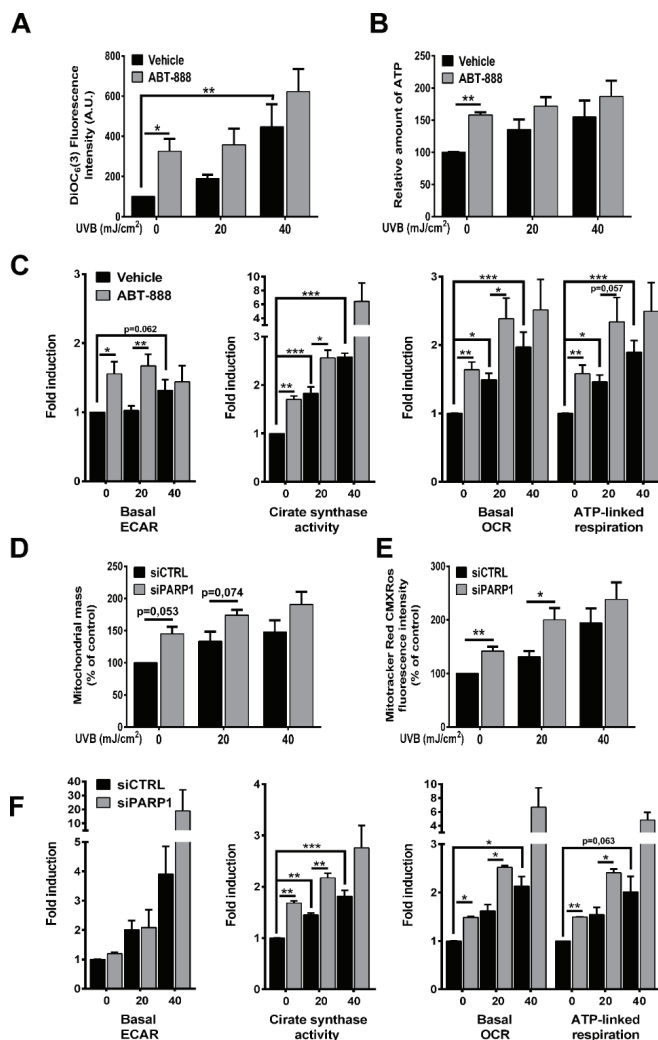 A
Vehicle
ABT-888
DiOC6(3) Fluorescence
Intensity (A.U.)
800
600
400
200
0
*
**
UVB (mJ/cm²)
0
20
40
B
Vehicle
ABT-888
Relative amount of ATP
250
200
150
100
50
0
**
UVB (mJ/cm²)
0
20
40
C
Vehicle
ABT-888
Fold induction
3
2
1
0
p=0.062
*
**
0
20
40
Basal
ECAR
Fold induction
10
8
6
4
3
2
1
0
***
***
**
*
0
20
40
Cirate synthase
activity
Fold induction
3
2
1
0
***
*
*
**
***
p=0,057
*
**
0
20
40
0
20
40
Basal
OCR
ATP-linked
respiration
D
siCTRL
siPARP1
Mitochondrial mass
(% of control)
250
200
150
100
50
0
p=0,053
p=0,074
UVB (mJ/cm²)
0
20
40
E
siCTRL
siPARP1
Mitotracker Red CMXRos
fluorescence intensity
(% of control)
300
200
100
0
**
*
UVB (mJ/cm²)
0
20
40
F
siCTRL
siPARP1
Fold induction
40
30
20
10
5
4
3
2
1
0
0
20
40
Basal
ECAR
Fold induction
4
3
2
1
0
***
**
**
**
0
20
40
Cirate synthase
activity
Fold induction
10
8
6
4
3
2
1
0
*
*
*
p=0,063
*
**
0
20
40
0
20
40
Basal
OCR
ATP-linked
respiration